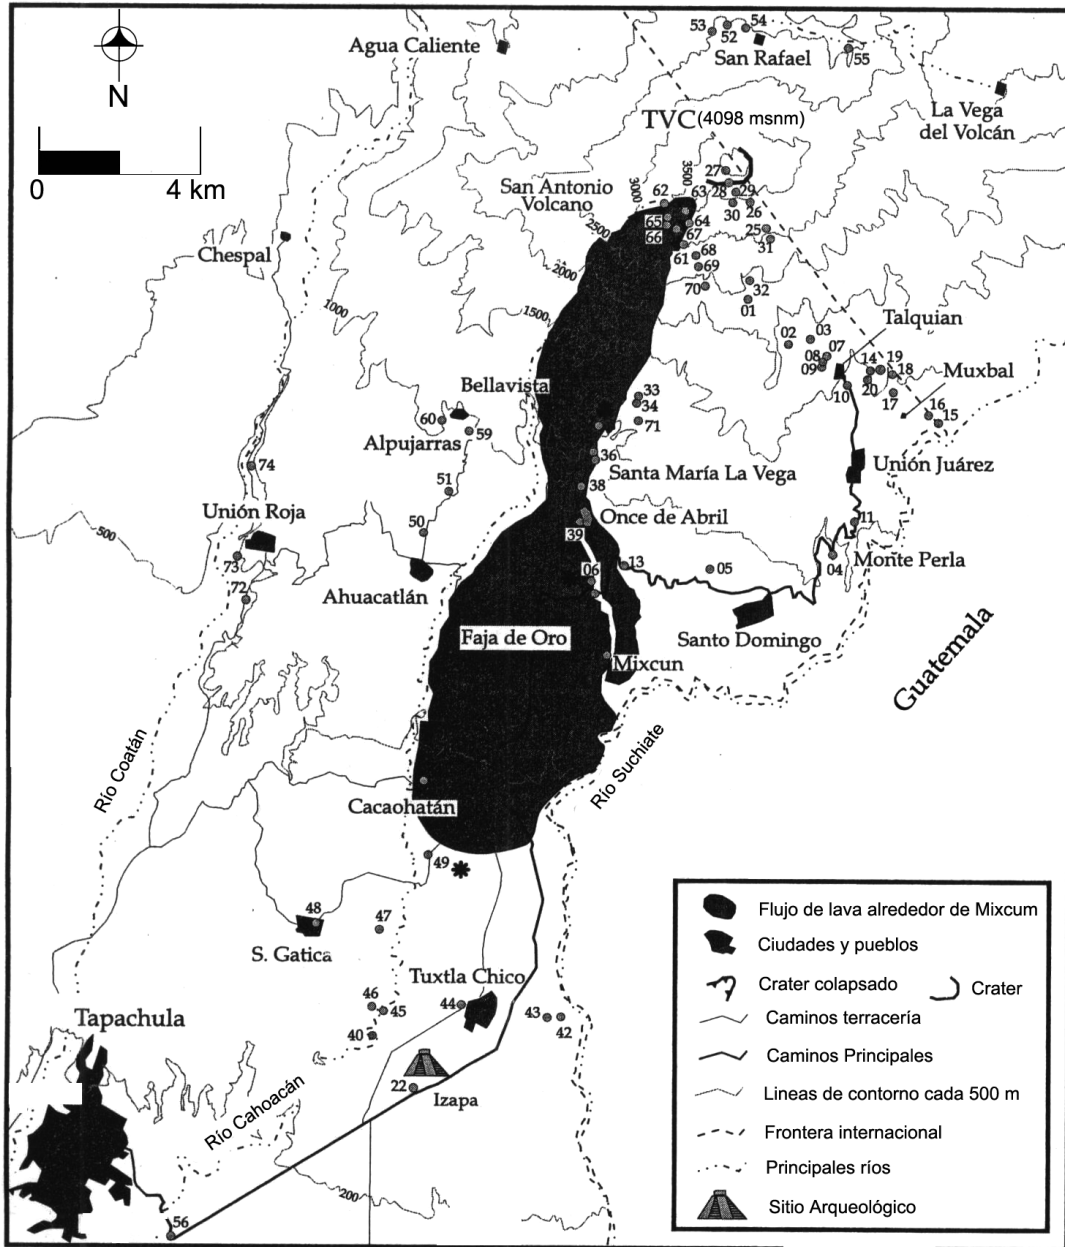 53
52
54
San Rafael
55
Agua Caliente
N
0
4 km
La Vega
del Volcán
TVC (4098 msnm)
27
28
29
30
26
25
31
3500
3000
2500
2000
1500
1000
500
200
San Antonio
Volcano
62
63
64
65
66
67
61
68
69
70
32
01
Chespal
02
03
07
08
09
10
Talquian
14
19
18
20
17
Muxbal
16
15
Bellavista
60
59
Alpujarras
33
34
71
36
Santa María La Vega
38
Unión Juárez
74
51
50
Unión Roja
73
72
Ahuacatlán
Once de Abril
39
11
04
Monte Perla
13
05
06
Santo Domingo
Faja de Oro
Mixcun
Guatemala
Río Coatán
Río Suchiate
Cacaohatán
49
48
47
S. Gatica
Tuxtla Chico
46
45
44
43
42
40
Tapachula
22
Izapa
Río Cahoacán
56
Flujo de lava alrededor de Mixcum
Ciudades y pueblos
Crater colapsado
Crater
Caminos terracería
Caminos Principales
Lineas de contorno cada 500 m
Frontera internacional
Principales ríos
Sitio Arqueológico